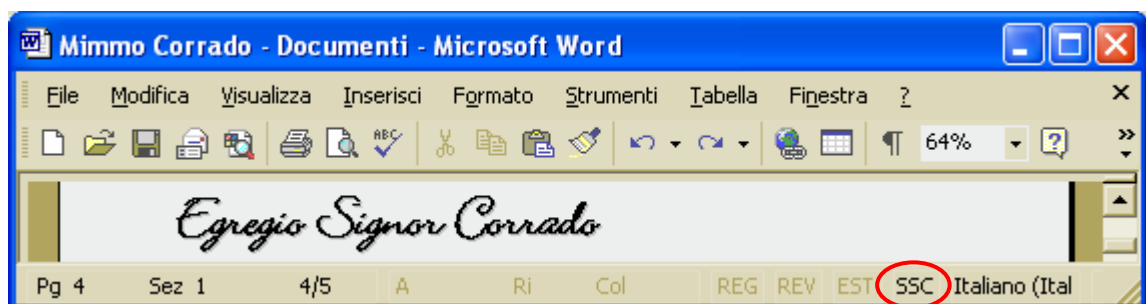 Mimmo Corrado - Documenti - Microsoft Word
File Modifica Visualizza Inserisci Formato Strumenti Tabella Finestra ?
ABC 64%
Egregio Signor Corrado
Pg 4 Sez 1 4/5 A Ri Col REG REV EST SSC Italiano (Ital